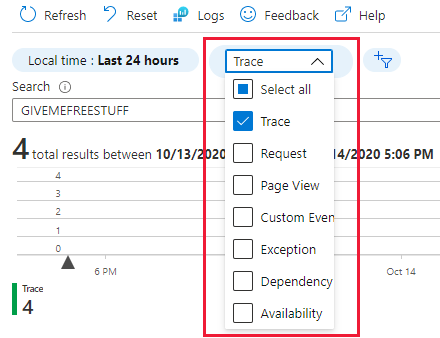 Refresh Reset Logs Feedback Help
Local time : Last 24 hours
Trace
Search
Select all
GIVEMEFREESTUFF
Trace
4 total results between 10/13/2020 14/2020 5:06 PM
Request
Page View
Custom Even
Exception
Dependency
Availability
4
3
2
1
0
6 PM Oct 14
Trace
4